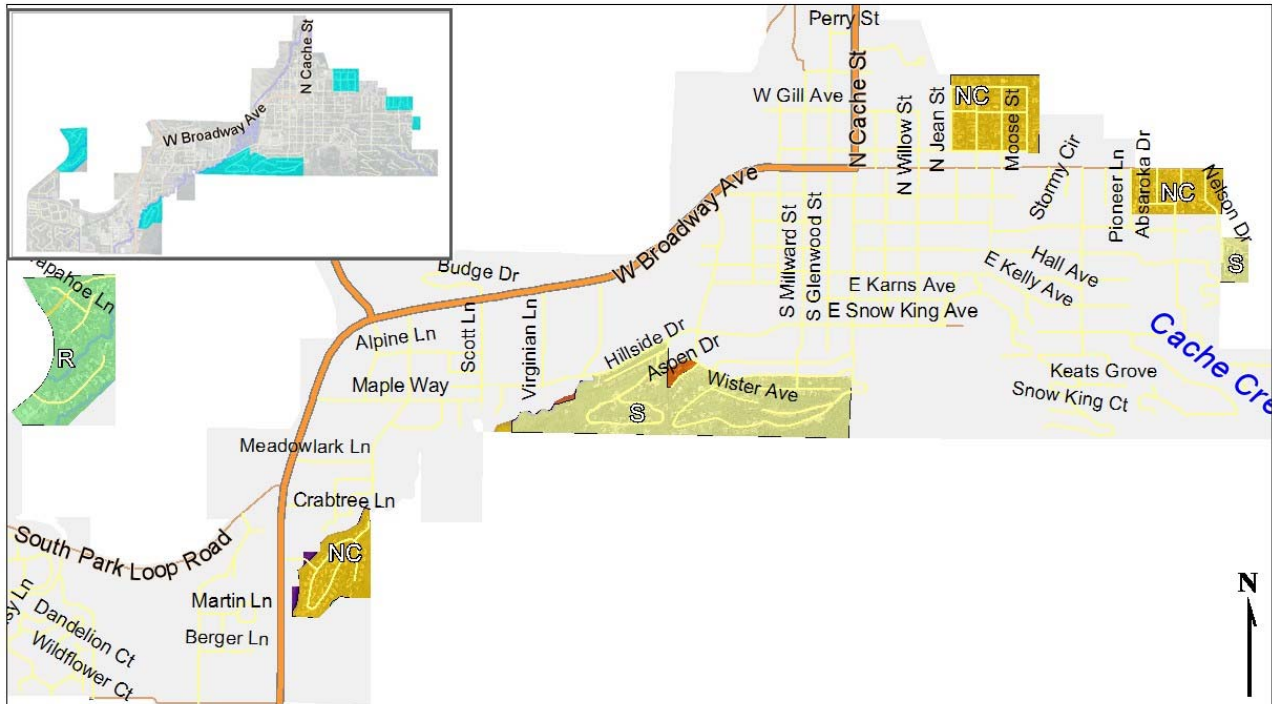 N Cache St
W Broadway Ave
Perry St
N Cache St
W Gill Ave
N Willow St
N Jean St
NC
Moose St
Stormy Cir
Pioneer Ln
Absaroka Dr
NC
Nelson Dr
S
W Broadway Ave
S Millward St
S Glenwood St
Hall Ave
E Kelly Ave
E Karns Ave
E Snow King Ave
Budge Dr
Alpine Ln
Scott Ln
Virginian Ln
Hillside Dr
Aspen Dr
Wister Ave
S
Maple Way
Keats Grove
Snow King Ct
Cache Cre
apahoe Ln
R
Meadowlark Ln
Crabtree Ln
NC
South Park Loop Road
Martin Ln
Berger Ln
Ln
Dandelion Ct
Wildflower Ct
N